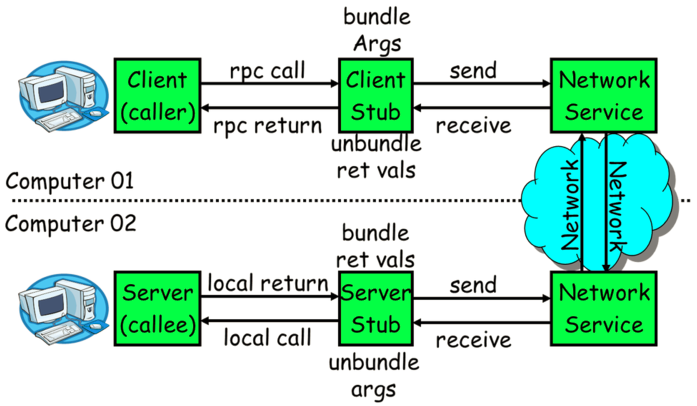 bundle
Args
Client
(caller)
rpc call
rpc return
Client
Stub
send
receive
Network
Service
unbundle
ret vals
Computer 01
Network
Network
Computer 02
bundle
ret vals
Server
(callee)
local return
local call
Server
Stub
send
receive
Network
Service
unbundle
args